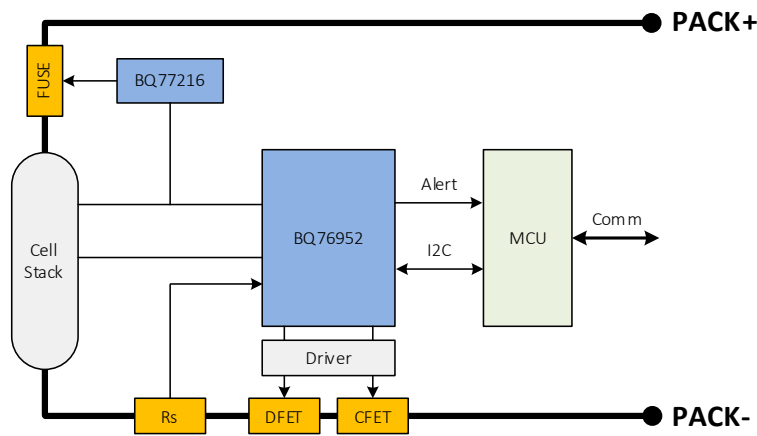 PACK+
FUSE
BQ77216
Alert
Comm
Cell
Stack
BQ76952
I2C
MCU
Driver
Rs
DFET
CFET
PACK-